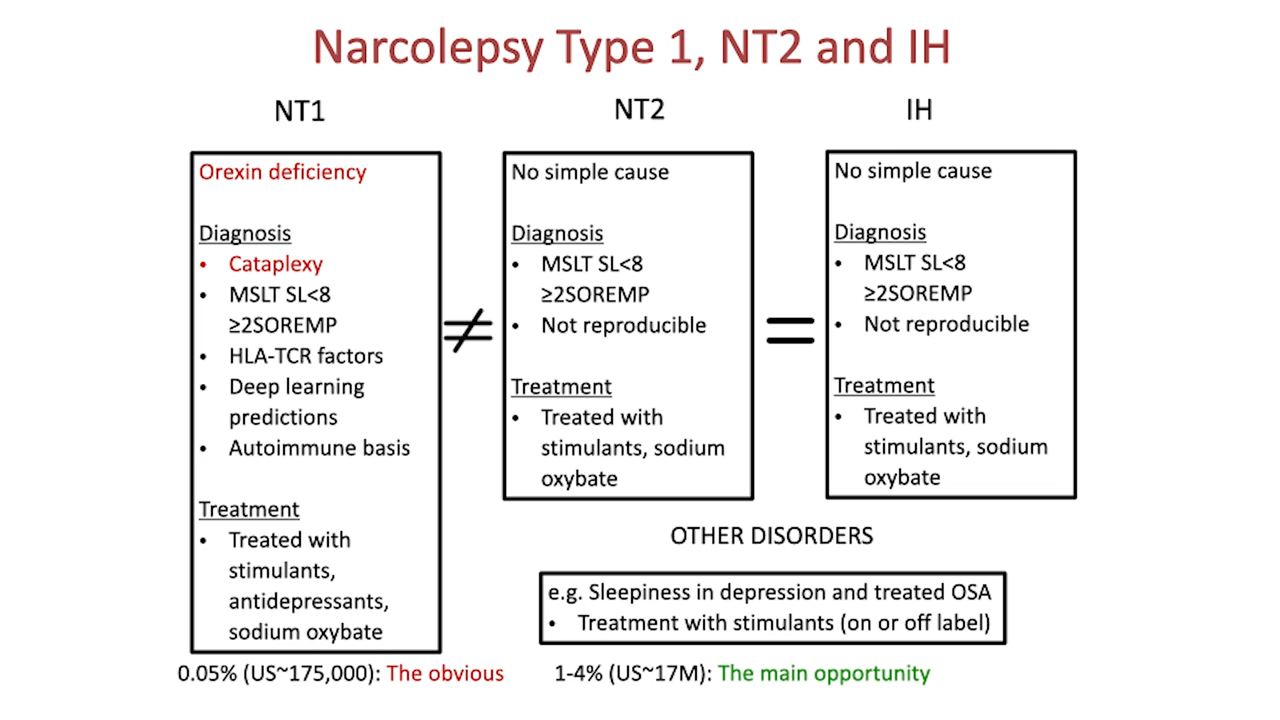 Narcolepsy Type 1, NT2 and IH
NT1
Orexin deficiency
Diagnosis
• Cataplexy
• MSLT SL<8
≥2SOREMP
• HLA-TCR factors
• Deep learning
predictions
• Autoimmune basis
Treatment
• Treated with
stimulants,
antidepressants,
sodium oxybate
≠
NT2
No simple cause
Diagnosis
• MSLT SL<8
≥2SOREMP
• Not reproducible
Treatment
• Treated with
stimulants, sodium
oxybate
=
IH
No simple cause
Diagnosis
• MSLT SL<8
≥2SOREMP
• Not reproducible
Treatment
• Treated with
stimulants, sodium
oxybate
OTHER DISORDERS
e.g. Sleepiness in depression and treated OSA
• Treatment with stimulants (on or off label)
0.05% (US~175,000): The obvious
1-4% (US~17M): The main opportunity